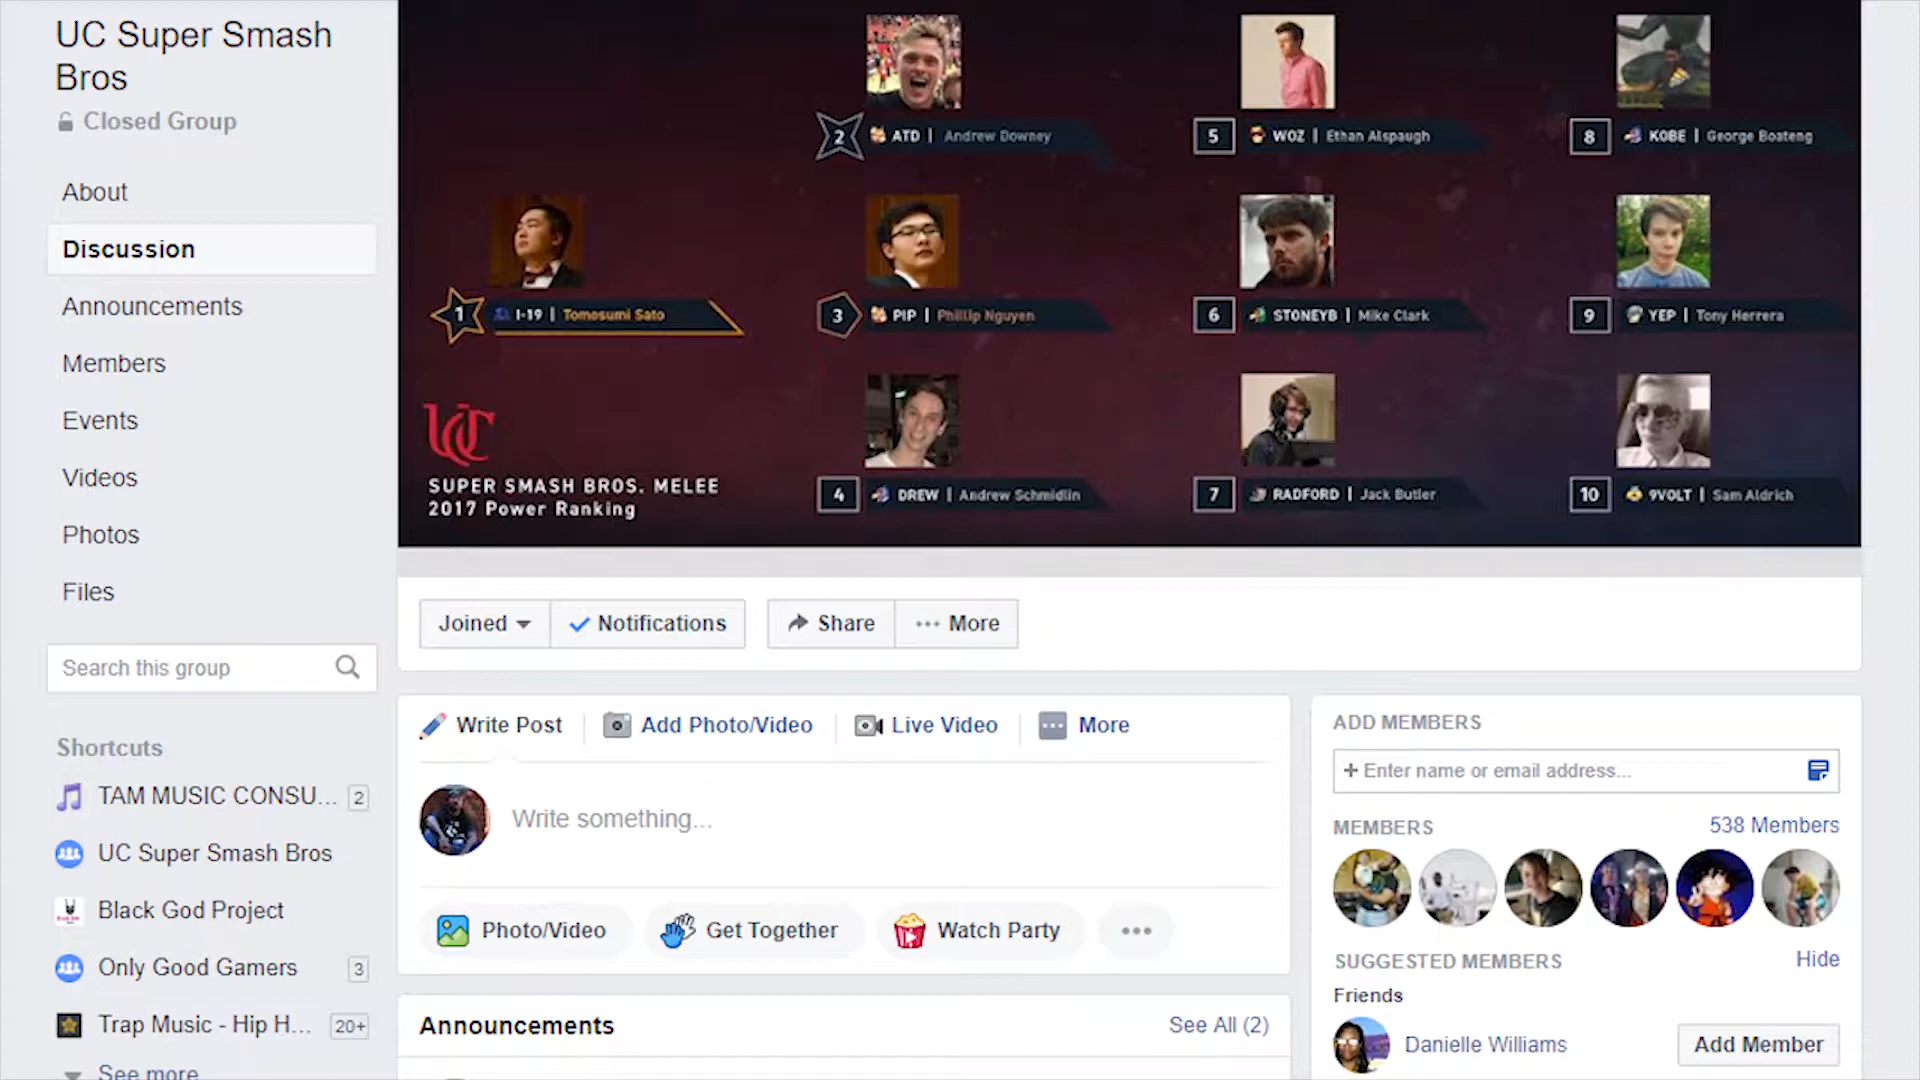 UC Super Smash
Bros
Closed Group
About
Discussion
Announcements
Members
Events
Videos
Photos
Files
Search this group
Shortcuts
TAM MUSIC CONSU... 2
UC Super Smash Bros
Black God Project
Only Good Gamers 3
Trap Music - Hip H... 20+
See more
2 ATD | Andrew Downey
5 WOZ | Ethan Alspaugh
8 KOBE | George Boateng
1 I-19 | Tomosumi Sato
3 PIP | Phillip Nguyen
6 STONEYB | Mike Clark
9 YEP | Tony Herrera
UC
SUPER SMASH BROS. MELEE
2017 Power Ranking
4 DREW | Andrew Schmidlin
7 RADFORD | Jack Butler
10 9VOLT | Sam Aldrich
Joined Notifications Share More
Write Post Add Photo/Video Live Video More
Write something...
Photo/Video Get Together Watch Party
Announcements See All (2)
ADD MEMBERS
+ Enter name or email address...
MEMBERS 538 Members
SUGGESTED MEMBERS Hide
Friends
Danielle Williams Add Member